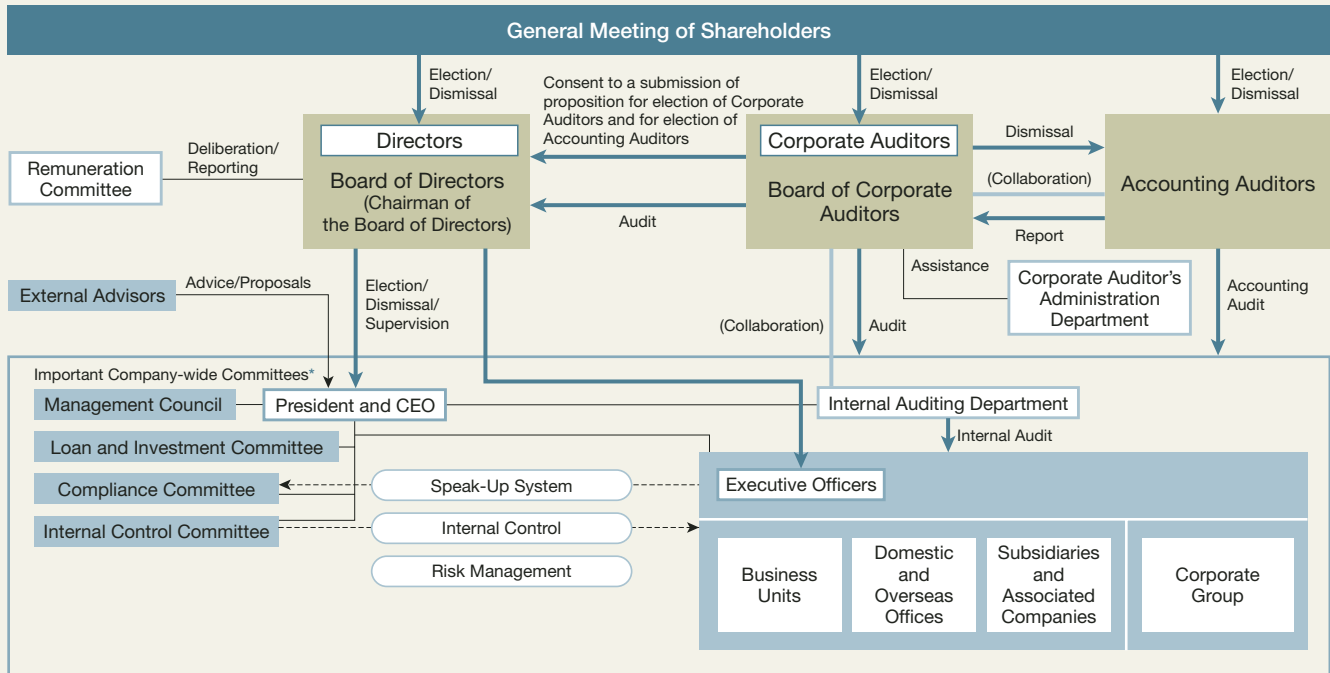 General Meeting of Shareholders
Election/
Dismissal
Consent to a submission of
proposition for election of Corporate
Auditors and for election of
Accounting Auditors
Election/
Dismissal
Election/
Dismissal
Remuneration
Committee
Deliberation/
Reporting
Directors
Board of Directors
(Chairman of
the Board of Directors)
Audit
Corporate Auditors
Board of Corporate
Auditors
Dismissal
(Collaboration)
Report
Accounting Auditors
External Advisors
Advice/Proposals
Election/
Dismissal/
Supervision
(Collaboration)
Audit
Assistance
Corporate Auditor's
Administration
Department
Accounting
Audit
Important Company-wide Committees*
Management Council
President and CEO
Internal Auditing Department
Internal Audit
Loan and Investment Committee
Compliance Committee
Speak-Up System
Executive Officers
Internal Control Committee
Internal Control
Risk Management
Business
Units
Domestic
and
Overseas
Offices
Subsidiaries
and
Associated
Companies
Corporate
Group